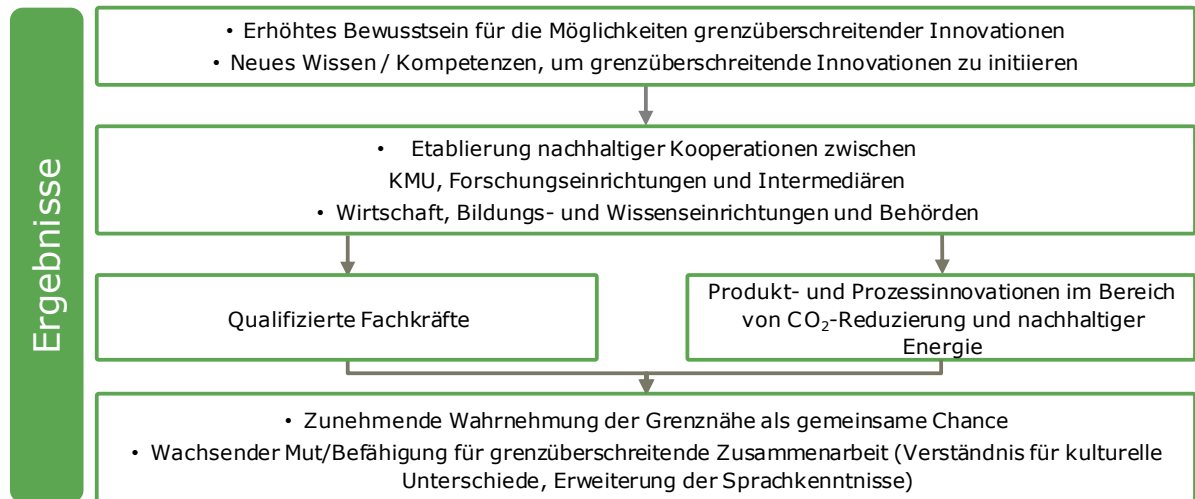 Ergebnisse
• Erhöhtes Bewusstsein für die Möglichkeiten grenzüberschreitender Innovationen
• Neues Wissen / Kompetenzen, um grenzüberschreitende Innovationen zu initiieren
• Etablierung nachhaltiger Kooperationen zwischen
KMU, Forschungseinrichtungen und Intermediären
• Wirtschaft, Bildungs- und Wissenseinrichtungen und Behörden
Qualifizierte Fachkräfte
Produkt- und Prozessinnovationen im Bereich
von CO₂-Reduzierung und nachhaltiger
Energie
• Zunehmende Wahrnehmung der Grenznähe als gemeinsame Chance
• Wachsender Mut/Befähigung für grenzüberschreitende Zusammenarbeit (Verständnis für kulturelle
Unterschiede, Erweiterung der Sprachkenntnisse)